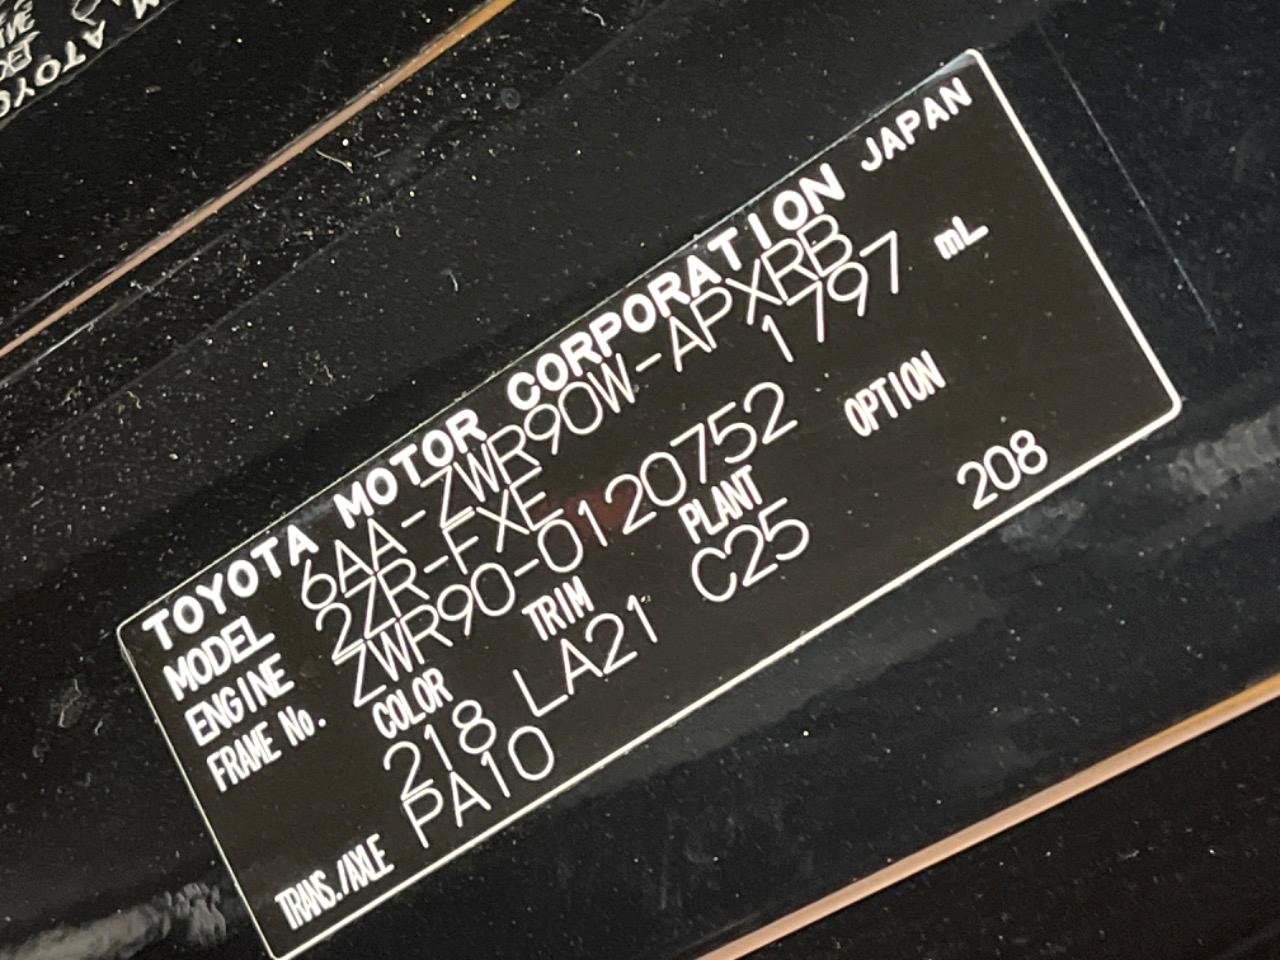 TOYOTA MOTOR CORPORATION JAPAN
MODEL 6AA-ZWR90W-APXRB
ENGINE 2ZR-FXE 1797 mL
FRAME No. ZWR90-0120752
COLOR TRIM PLANT OPTION
218 LA21 C25 208
TRANS./AXLE PA10